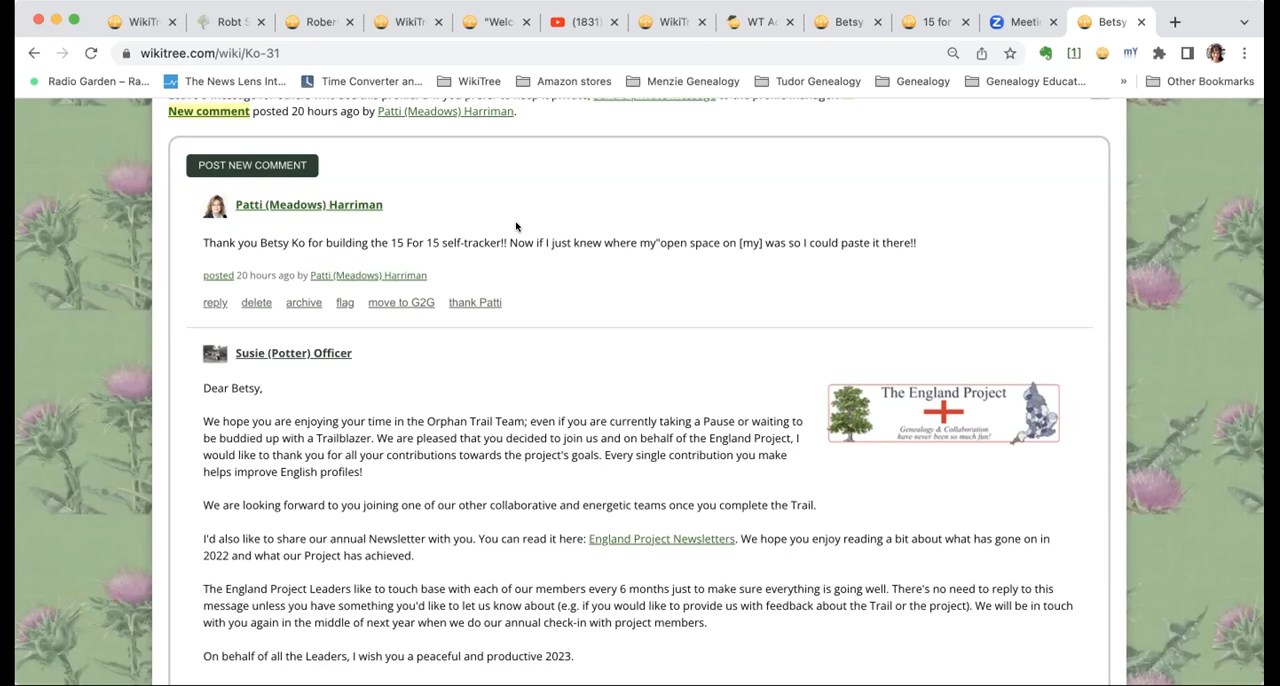 WikiTr
Robt S
Rober
WikiTr
"Welc
(1831)
WikiTr
WT Ac
Betsy
15 for
Meeti
Betsy
wikitree.com/wiki/Ko-31
Radio Garden – Ra...
The News Lens Int...
Time Converter an...
WikiTree
Amazon stores
Menzie Genealogy
Tudor Genealogy
Genealogy
Genealogy Educat...
»
Other Bookmarks
New comment posted 20 hours ago by Patti (Meadows) Harriman.
POST NEW COMMENT
Patti (Meadows) Harriman
Thank you Betsy Ko for building the 15 For 15 self-tracker!! Now if I just knew where my"open space on [my] was so I could paste it there!!
posted 20 hours ago by Patti (Meadows) Harriman
reply delete archive flag move to G2G thank Patti
Susie (Potter) Officer
Dear Betsy,
The England Project
Genealogy & Collaboration
have never been so much fun!
We hope you are enjoying your time in the Orphan Trail Team; even if you are currently taking a Pause or waiting to
be buddied up with a Trailblazer. We are pleased that you decided to join us and on behalf of the England Project, I
would like to thank you for all your contributions towards the project's goals. Every single contribution you make
helps improve English profiles!
We are looking forward to you joining one of our other collaborative and energetic teams once you complete the Trail.
I'd also like to share our annual Newsletter with you. You can read it here: England Project Newsletters. We hope you enjoy reading a bit about what has gone on in
2022 and what our Project has achieved.
The England Project Leaders like to touch base with each of our members every 6 months just to make sure everything is going well. There's no need to reply to this
message unless you have something you'd like to let us know about (e.g. if you would like to provide us with feedback about the Trail or the project). We will be in touch
with you again in the middle of next year when we do our annual check-in with project members.
On behalf of all the Leaders, I wish you a peaceful and productive 2023.